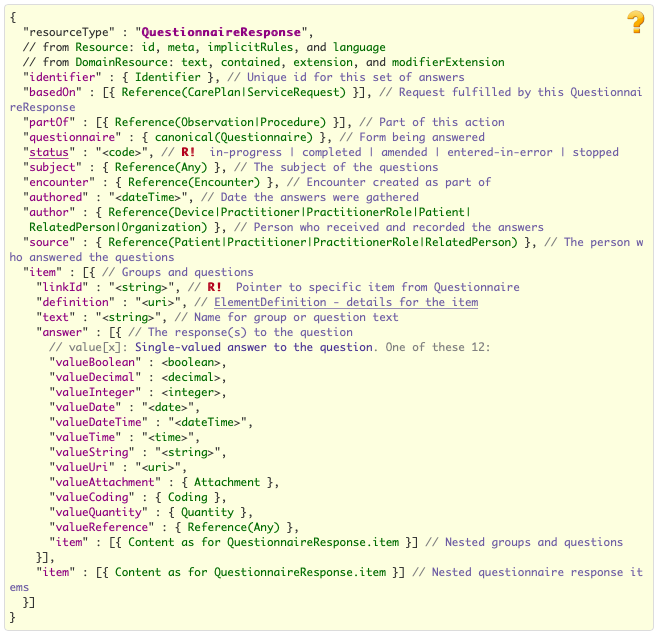 {
  "resourceType" : "QuestionnaireResponse",
  // from Resource: id, meta, implicitRules, and language
  // from DomainResource: text, contained, extension, and modifierExtension
  "identifier" : { Identifier }, // Unique id for this set of answers
  "basedOn" : [{ Reference(CarePlan|ServiceRequest) }], // Request fulfilled by this Questionnai
reResponse
  "partOf" : [{ Reference(Observation|Procedure) }], // Part of this action
  "questionnaire" : { canonical(Questionnaire) }, // Form being answered
  "status" : "<code>", // R!  in-progress | completed | amended | entered-in-error | stopped
  "subject" : { Reference(Any) }, // The subject of the questions
  "encounter" : { Reference(Encounter) }, // Encounter created as part of
  "authored" : "<dateTime>", // Date the answers were gathered
  "author" : { Reference(Device|Practitioner|PractitionerRole|Patient|
   RelatedPerson|Organization) }, // Person who received and recorded the answers
  "source" : { Reference(Patient|Practitioner|PractitionerRole|RelatedPerson) }, // The person w
ho answered the questions
  "item" : [{ // Groups and questions
    "linkId" : "<string>", // R!  Pointer to specific item from Questionnaire
    "definition" : "<uri>", // ElementDefinition - details for the item
    "text" : "<string>", // Name for group or question text
    "answer" : [{ // The response(s) to the question
      // value[x]: Single-valued answer to the question. One of these 12:
      "valueBoolean" : <boolean>,
      "valueDecimal" : <decimal>,
      "valueInteger" : <integer>,
      "valueDate" : "<date>",
      "valueDateTime" : "<dateTime>",
      "valueTime" : "<time>",
      "valueString" : "<string>",
      "valueUri" : "<uri>",
      "valueAttachment" : { Attachment },
      "valueCoding" : { Coding },
      "valueQuantity" : { Quantity },
      "valueReference" : { Reference(Any) },
      "item" : [{ Content as for QuestionnaireResponse.item }] // Nested groups and questions
    }],
    "item" : [{ Content as for QuestionnaireResponse.item }] // Nested questionnaire response it
ems
  }]
}